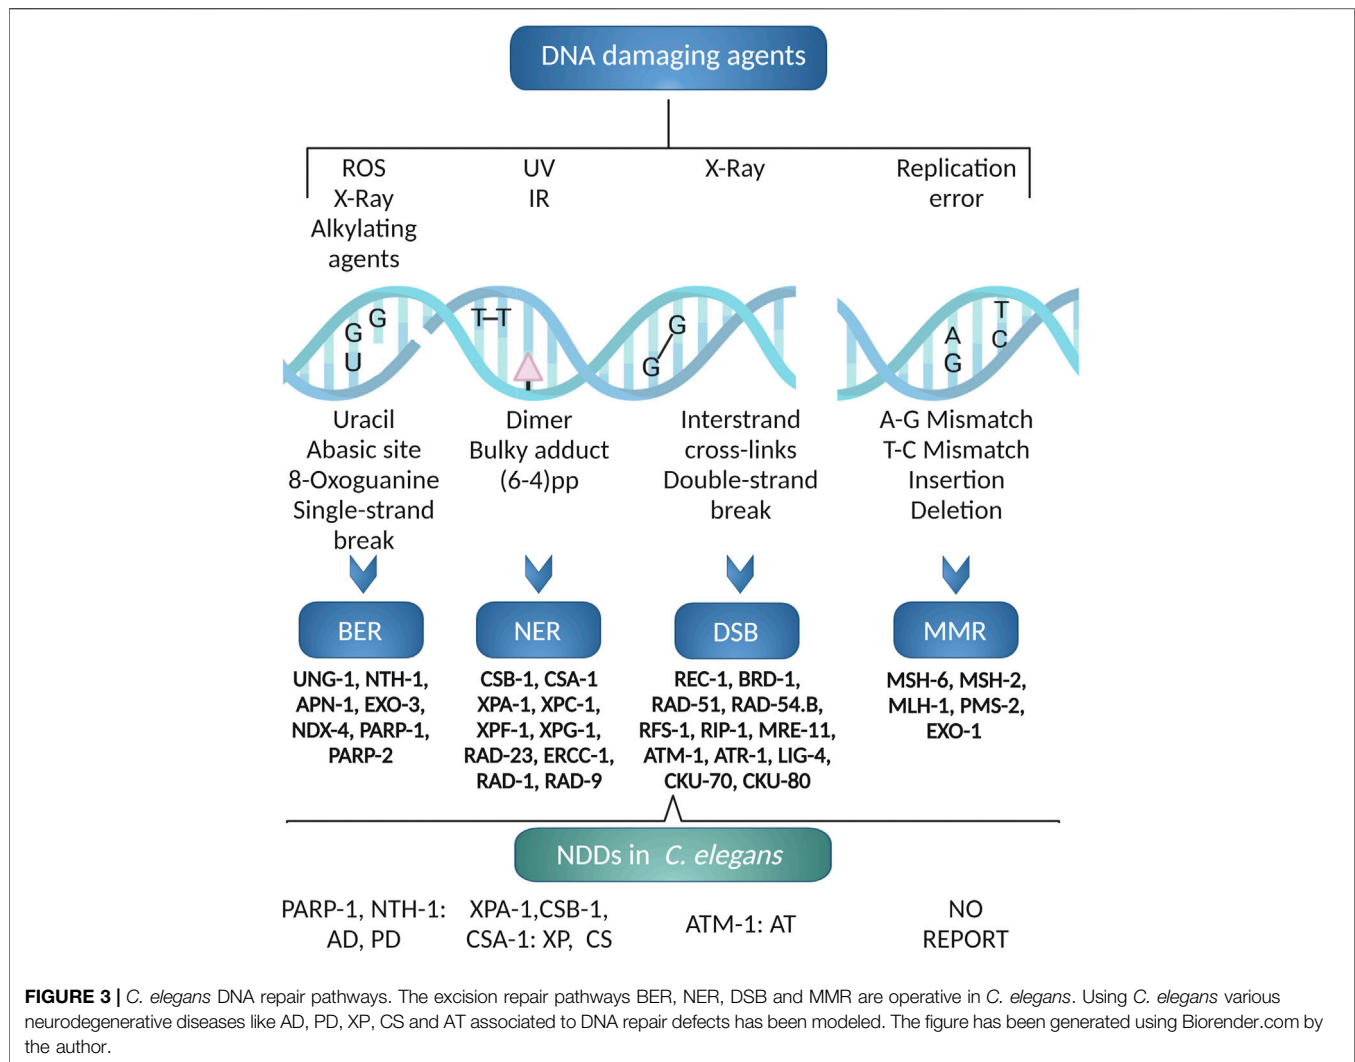 DNA damaging agents
ROS
X-Ray
Alkylating
agents
UV
IR
X-Ray
Replication
error
G
G
U
T-T
G
G
A
G
T
C
Uracil
Abasic site
8-Oxoguanine
Single-strand
break
Dimer
Bulky adduct
(6-4)pp
Interstrand
cross-links
Double-strand
break
A-G Mismatch
T-C Mismatch
Insertion
Deletion
BER
NER
DSB
MMR
UNG-1, NTH-1,
APN-1, EXO-3,
NDX-4, PARP-1,
PARP-2
CSB-1, CSA-1
XPA-1, XPC-1,
XPF-1, XPG-1,
RAD-23, ERCC-1,
RAD-1, RAD-9
REC-1, BRD-1,
RAD-51, RAD-54.B,
RFS-1, RIP-1, MRE-11,
ATM-1, ATR-1, LIG-4,
CKU-70, CKU-80
MSH-6, MSH-2,
MLH-1, PMS-2,
EXO-1
NDDs in C. elegans
PARP-1, NTH-1:
AD, PD
XPA-1,CSB-1,
CSA-1: XP, CS
ATM-1: AT
NO
REPORT
FIGURE 3 | C. elegans DNA repair pathways. The excision repair pathways BER, NER, DSB and MMR are operative in C. elegans. Using C. elegans various
neurodegenerative diseases like AD, PD, XP, CS and AT associated to DNA repair defects has been modeled. The figure has been generated using Biorender.com by
the author.